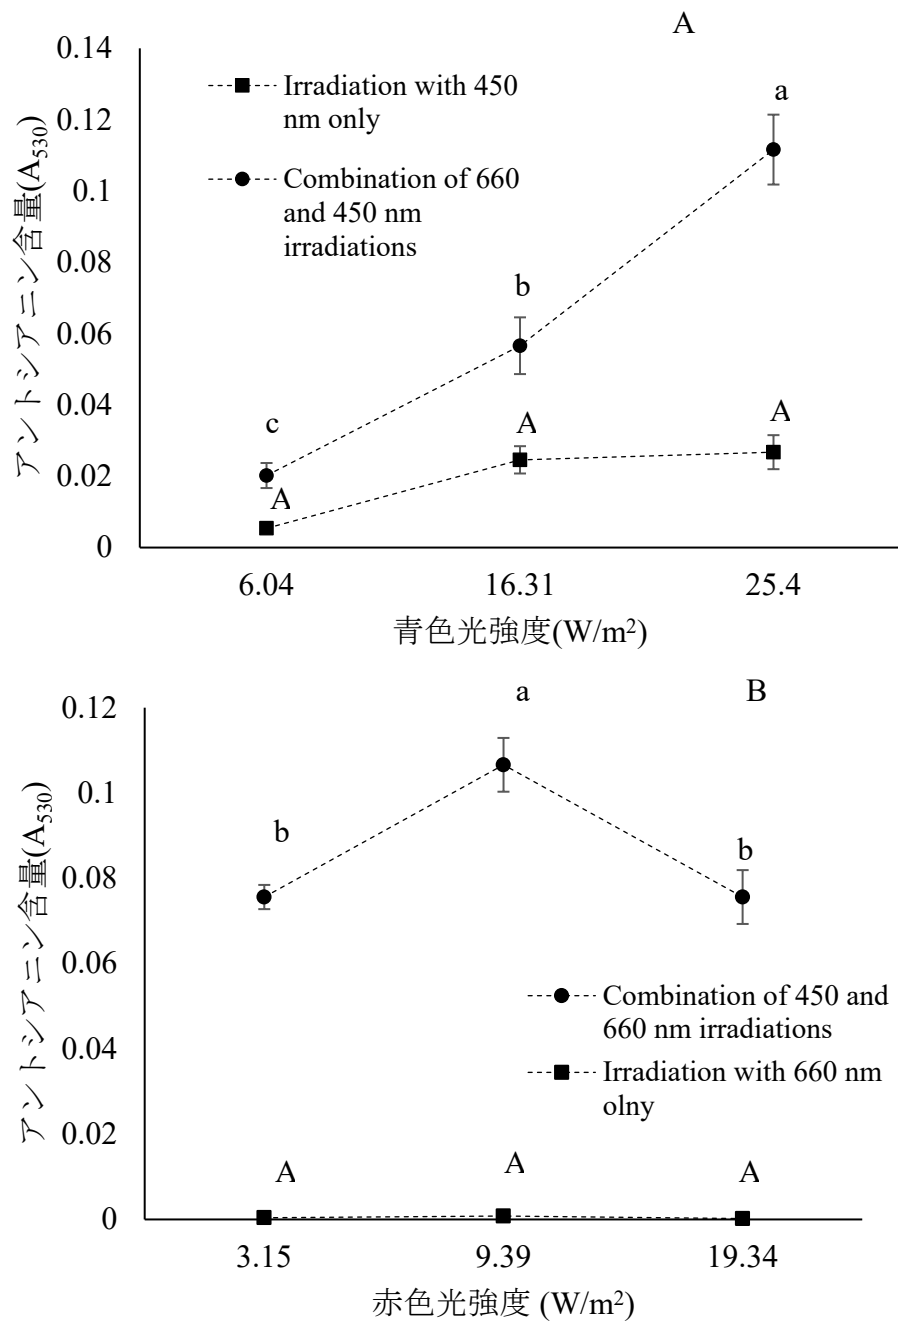 A
0.14
0.12
0.1
0.08
0.06
0.04
0.02
0
アントシアニン含量(A₅₃₀)
Irradiation with 450
nm only
Combination of 660
and 450 nm
irradiations
a
b
c
A
A
A
6.04
16.31
25.4
青色光強度(W/m²)
B
0.12
0.1
0.08
0.06
0.04
0.02
0
アントシアニン含量(A₅₃₀)
a
b
b
Combination of 450 and
660 nm irradiations
Irradiation with 660 nm
olny
A
A
A
3.15
9.39
19.34
赤色光強度 (W/m²)